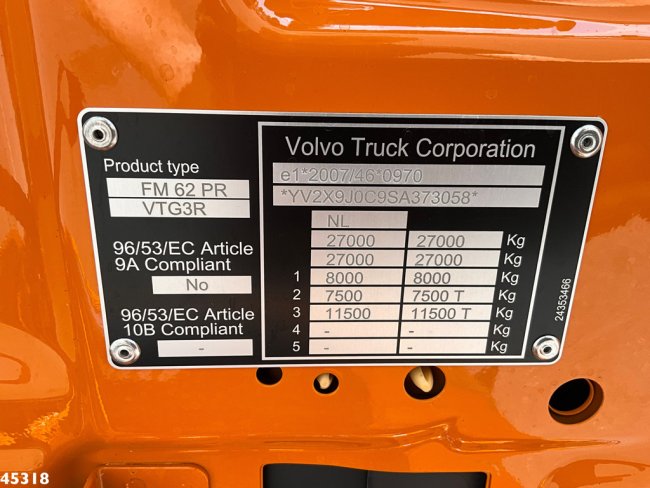 Product type
FM 62 PR
VTG3R
96/53/EC Article
9A Compliant
No
96/53/EC Article
10B Compliant
-
Volvo Truck Corporation
e1*2007/46*0970
*YV2X9J0C9SA373058*
NL
27000 27000 Kg
27000 27000 Kg
1 8000 8000 Kg
2 7500 7500 T Kg
3 11500 11500 T Kg
4 - - Kg
5 - - Kg
24353466
45318